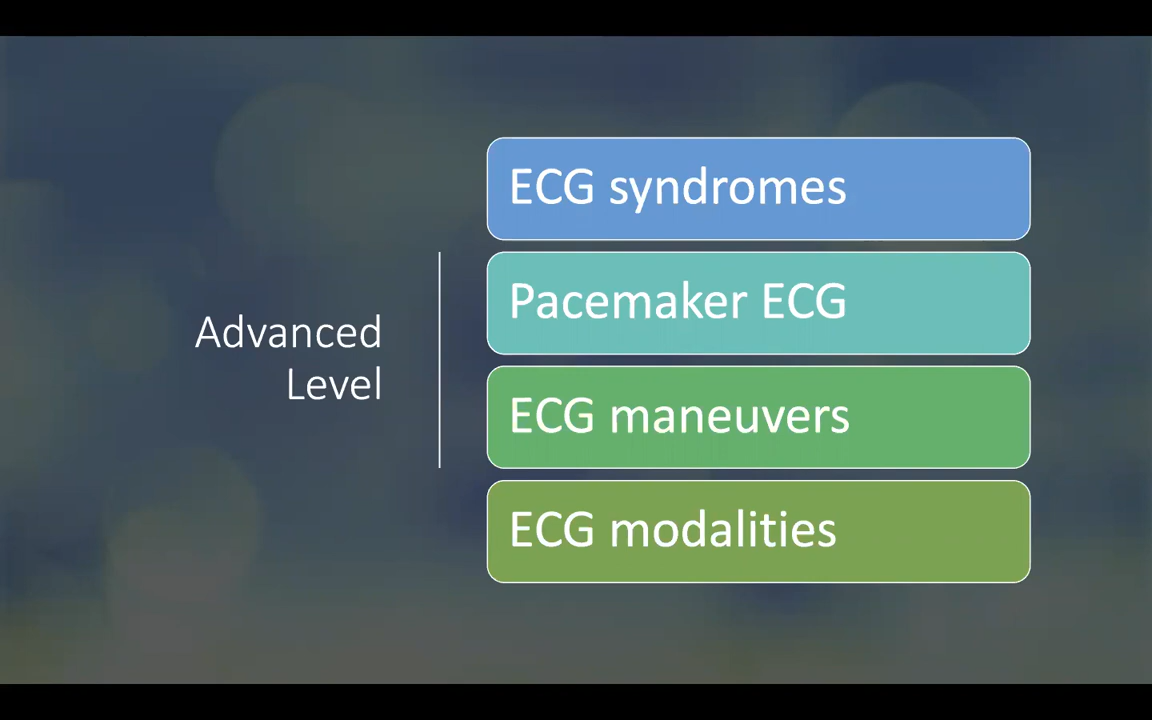 Advanced
Level
ECG syndromes
Pacemaker ECG
ECG maneuvers
ECG modalities